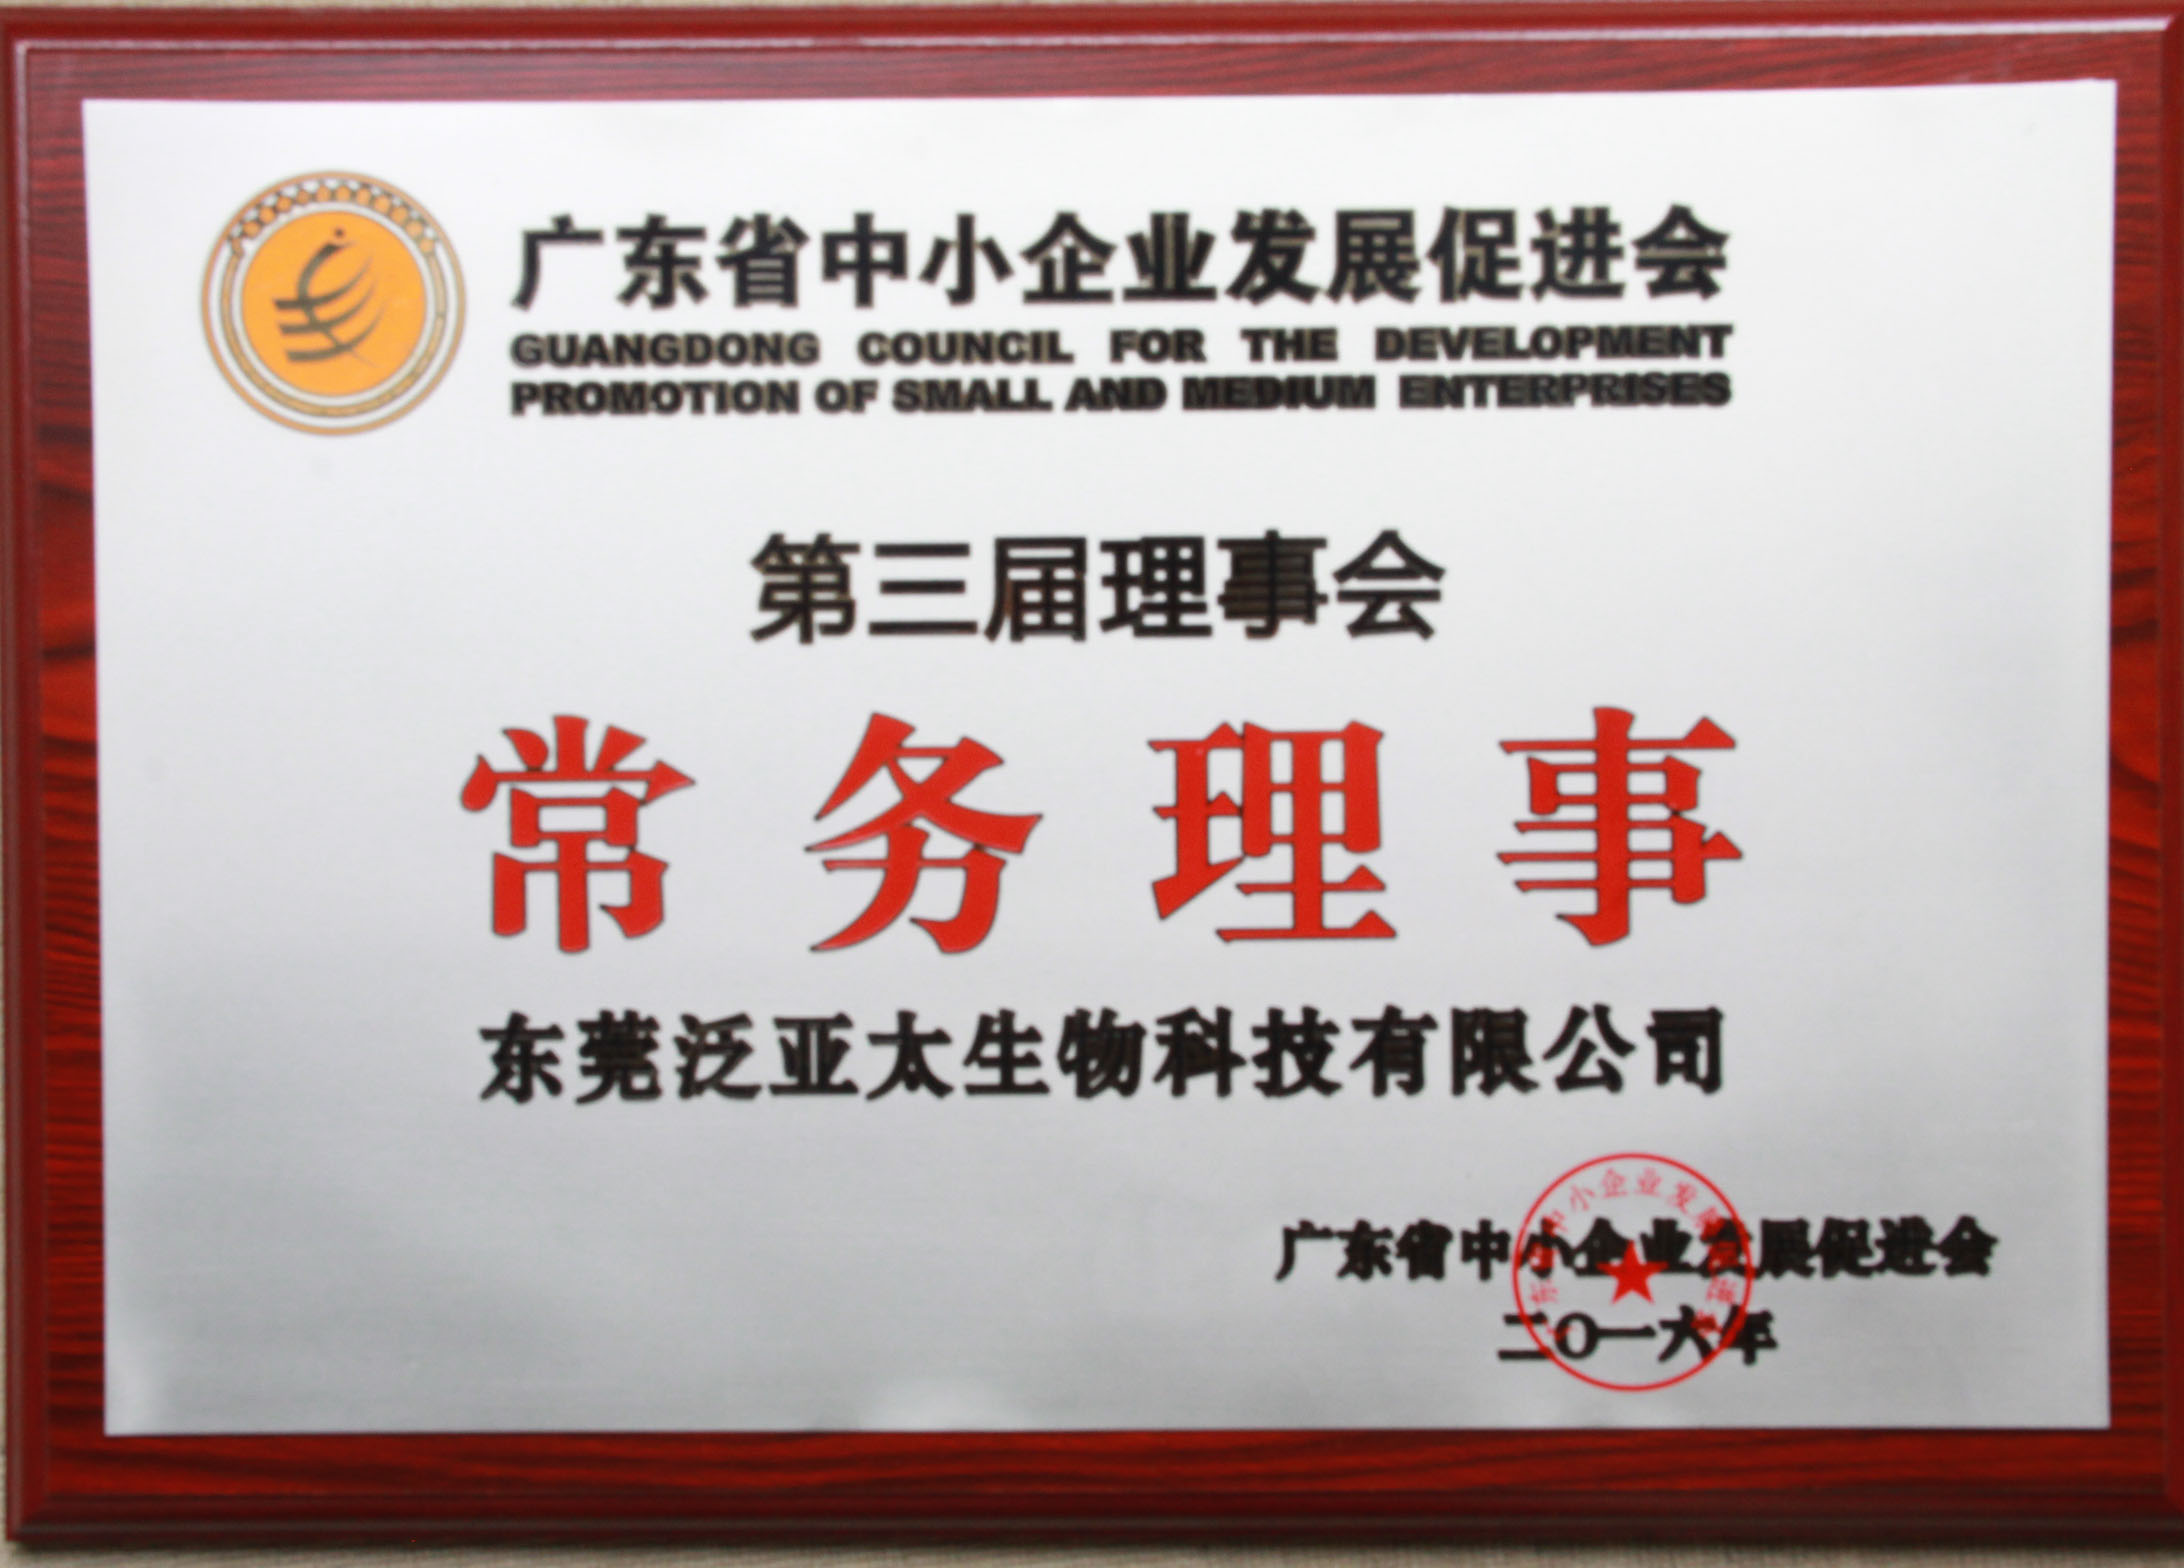 广东省中小企业发展促进会
GUANGDONG COUNCIL FOR THE DEVELOPMENT
PROMOTION OF SMALL AND MEDIUM ENTERPRISES
第三届理事会
常务理事
东莞泛亚太生物科技有限公司
广东省中小企业发展促进会
二〇一六年